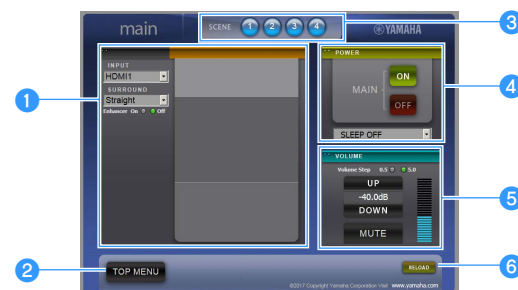 main
SCENE 1 2 3 4
YAMAHA
3
1
INPUT
HDMI1
SURROUND
Straight
Enhancer On Off
POWER
MAIN
ON
OFF
SLEEP OFF
4
VOLUME
Volume Step 0.5 5.0
UP
-40.0dB
DOWN
MUTE
5
2
TOP MENU
RELOAD
6
©2017 Copyright Yamaha Corporation Visit www.yamaha.com